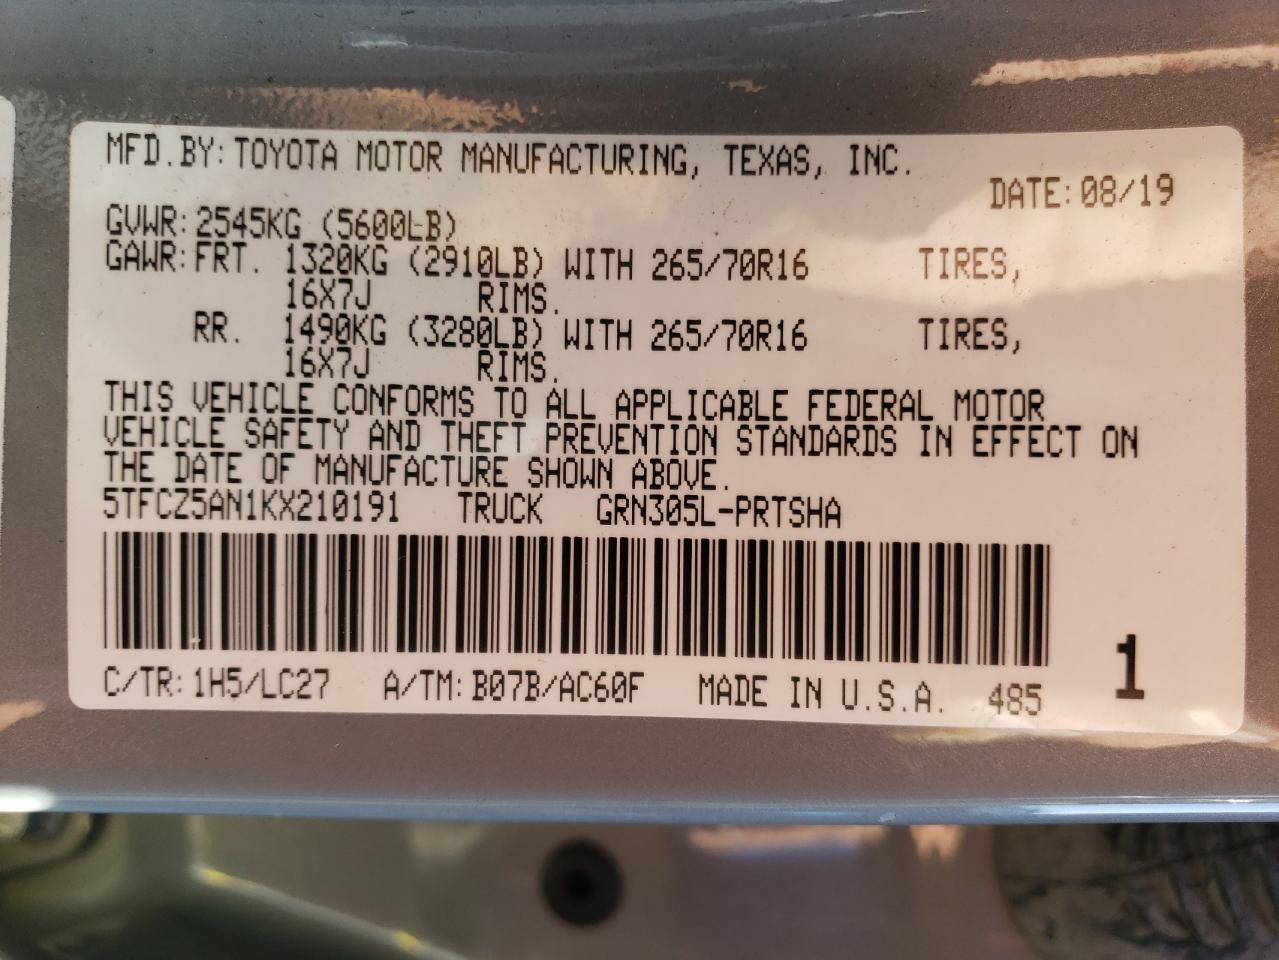 MFD.BY: TOYOTA MOTOR MANUFACTURING, TEXAS, INC.
DATE: 08/19
GVWR: 2545KG (5600LB)
GAWR: FRT. 1320KG (2910LB) WITH 265/70R16 TIRES,
16X7J RIMS.
RR. 1490KG (3280LB) WITH 265/70R16 TIRES,
16X7J RIMS.
THIS VEHICLE CONFORMS TO ALL APPLICABLE FEDERAL MOTOR
VEHICLE SAFETY AND THEFT PREVENTION STANDARDS IN EFFECT ON
THE DATE OF MANUFACTURE SHOWN ABOVE.
5TFCZ5AN1KX210191 TRUCK GRN305L-PRTSHA
C/TR: 1H5/LC27 A/TM: B07B/AC60F MADE IN U.S.A. 485
1